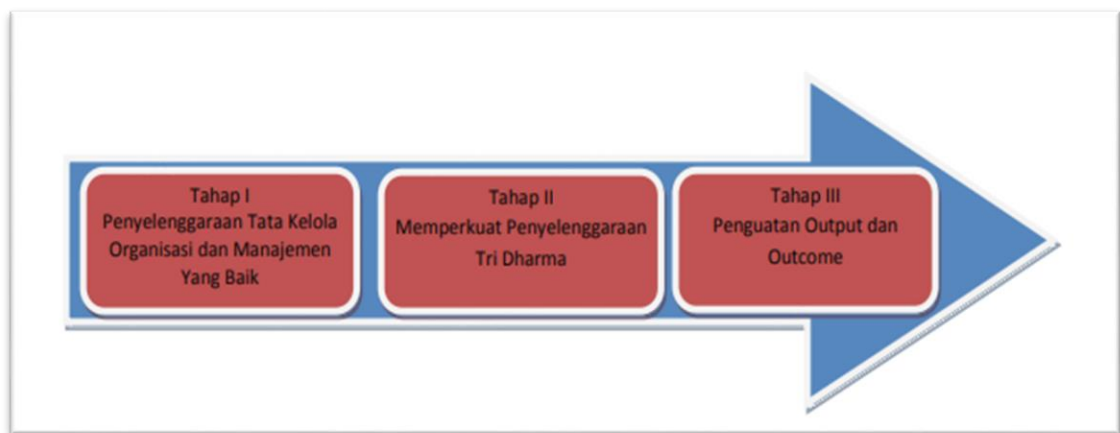 Tahap I
Penyelenggaraan Tata Kelola
Organisasi dan Manajemen
Yang Baik
Tahap II
Memperkuat Penyelenggaraan
Tri Dharma
Tahap III
Penguatan Output dan
Outcome